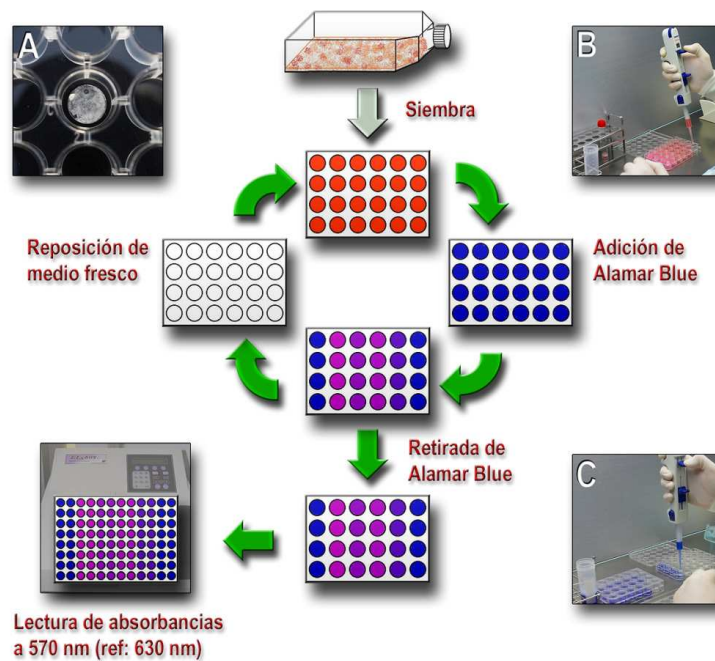 A
B
Siembra
Reposición de
medio fresco
Adición de
Alamar Blue
Retirada de
Alamar Blue
C
Lectura de absorbancias
a 570 nm (ref: 630 nm)